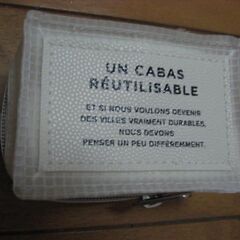 UN CABAS
RÉUTILISABLE
ET SI NOUS VOULONS DEVENIR
DES VILLES VRAIMENT DURABLES,
NOUS DEVONS
PENSER UN PEU DIFFÉREMMENT.